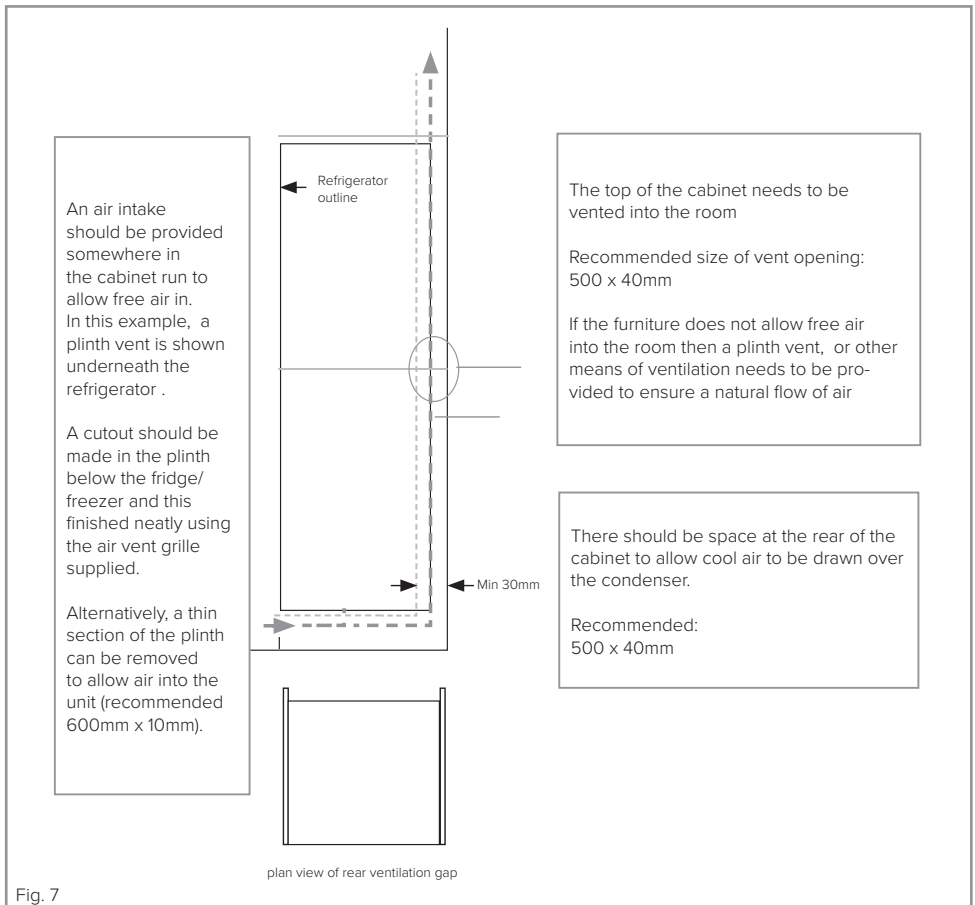 An air intake
should be provided
somewhere in
the cabinet run to
allow free air in.
In this example, a
plinth vent is shown
underneath the
refrigerator .
A cutout should be
made in the plinth
below the fridge/
freezer and this
finished neatly using
the air vent grille
supplied.
Alternatively, a thin
section of the plinth
can be removed
to allow air into the
unit (recommended
600mm x 10mm).
Refrigerator
outline
Min 30mm
plan view of rear ventilation gap
The top of the cabinet needs to be
vented into the room
Recommended size of vent opening:
500 x 40mm
If the furniture does not allow free air
into the room then a plinth vent, or other
means of ventilation needs to be pro-
vided to ensure a natural flow of air
There should be space at the rear of the
cabinet to allow cool air to be drawn over
the condenser.
Recommended:
500 x 40mm
Fig. 7